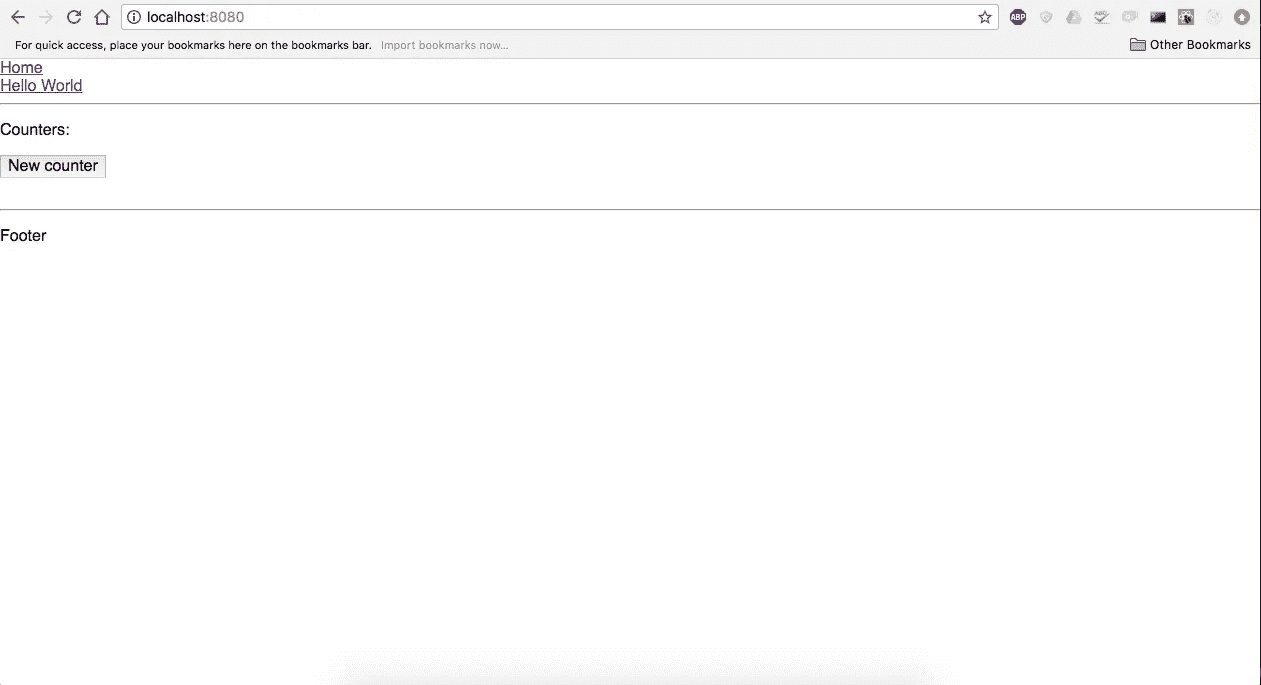 localhost:8080
ABP
For quick access, place your bookmarks here on the bookmarks bar. Import bookmarks now...
Other Bookmarks
Home
Hello World
Counters:
New counter
Footer